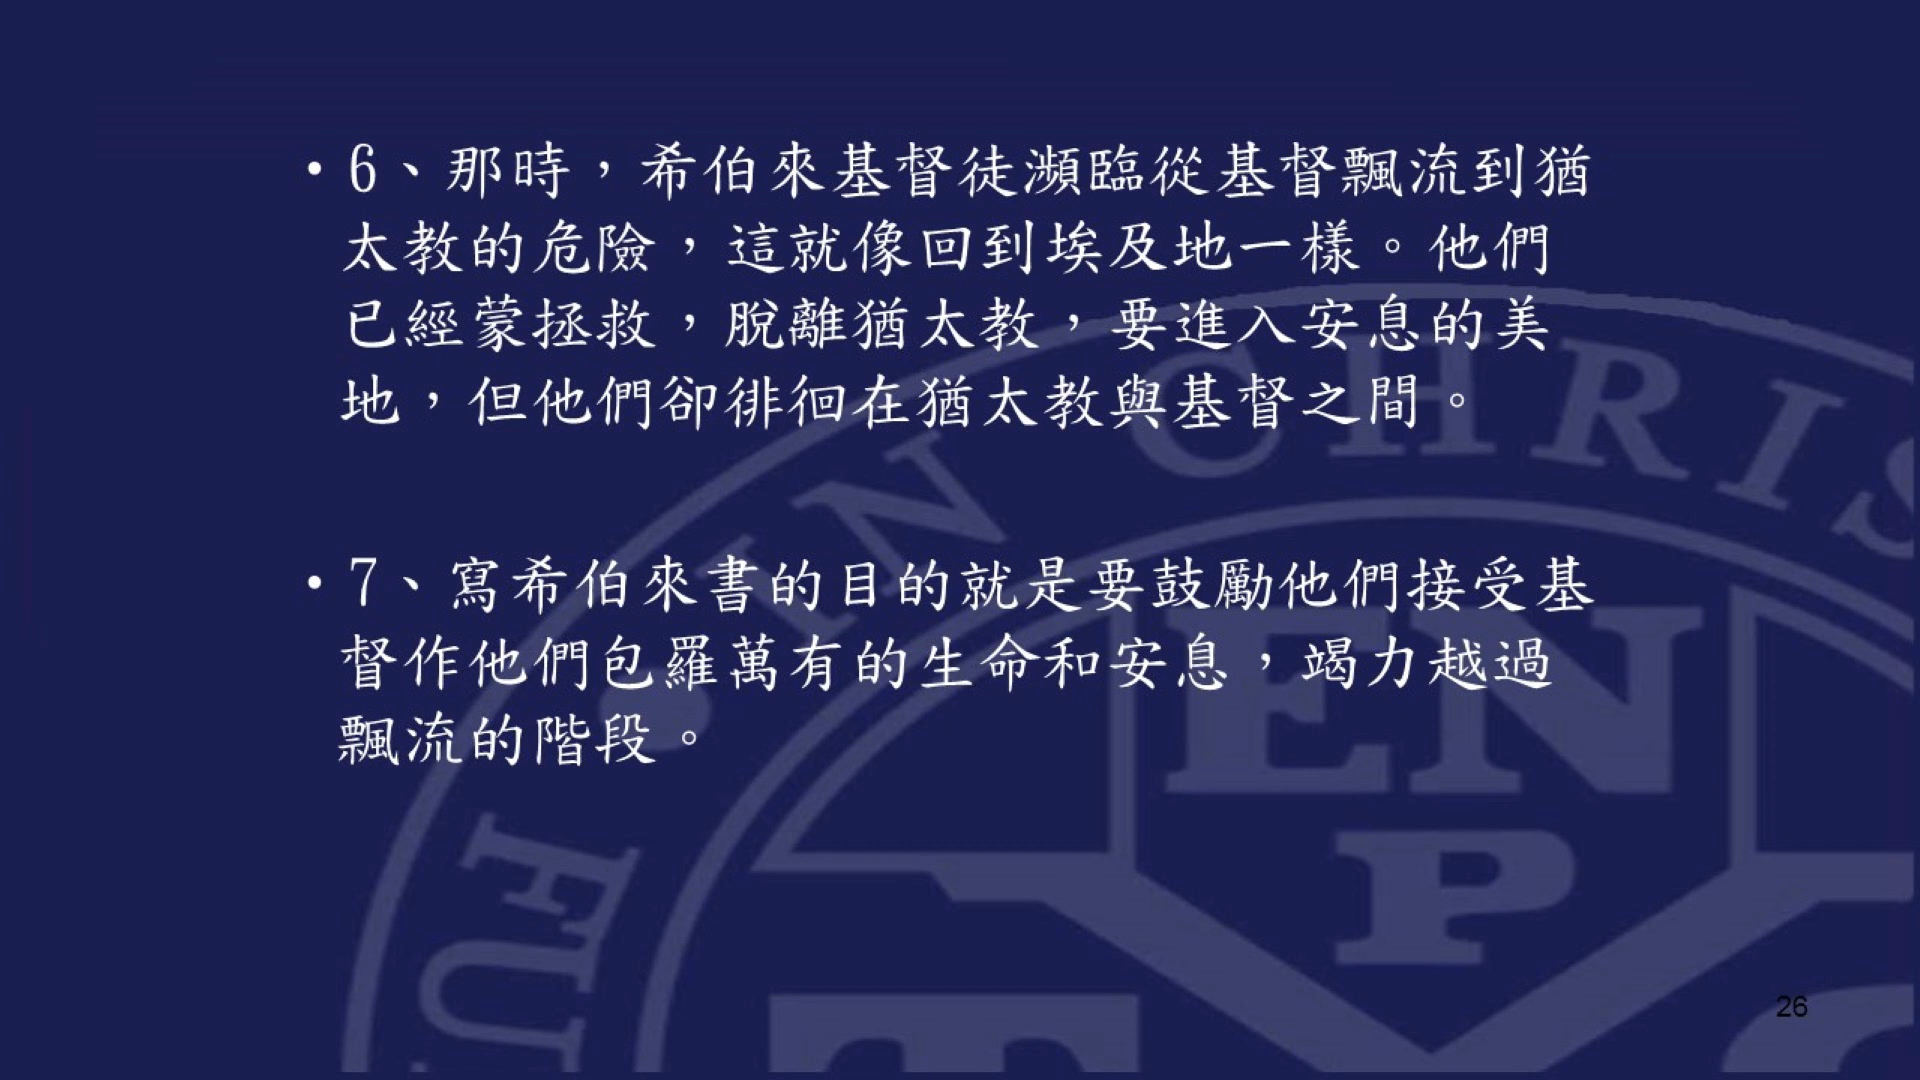 •6、那時，希伯來基督徒瀕臨從基督飄流到猶
太教的危險，這就像回到埃及地一樣。他們
已經蒙拯救，脫離猶太教，要進入安息的美
地，但他們卻徘徊在猶太教與基督之間。
•7、寫希伯來書的目的就是要鼓勵他們接受基
督作他們包羅萬有的生命和安息，竭力越過
飄流的階段。
IN CHRIS
EN
P
FU
26